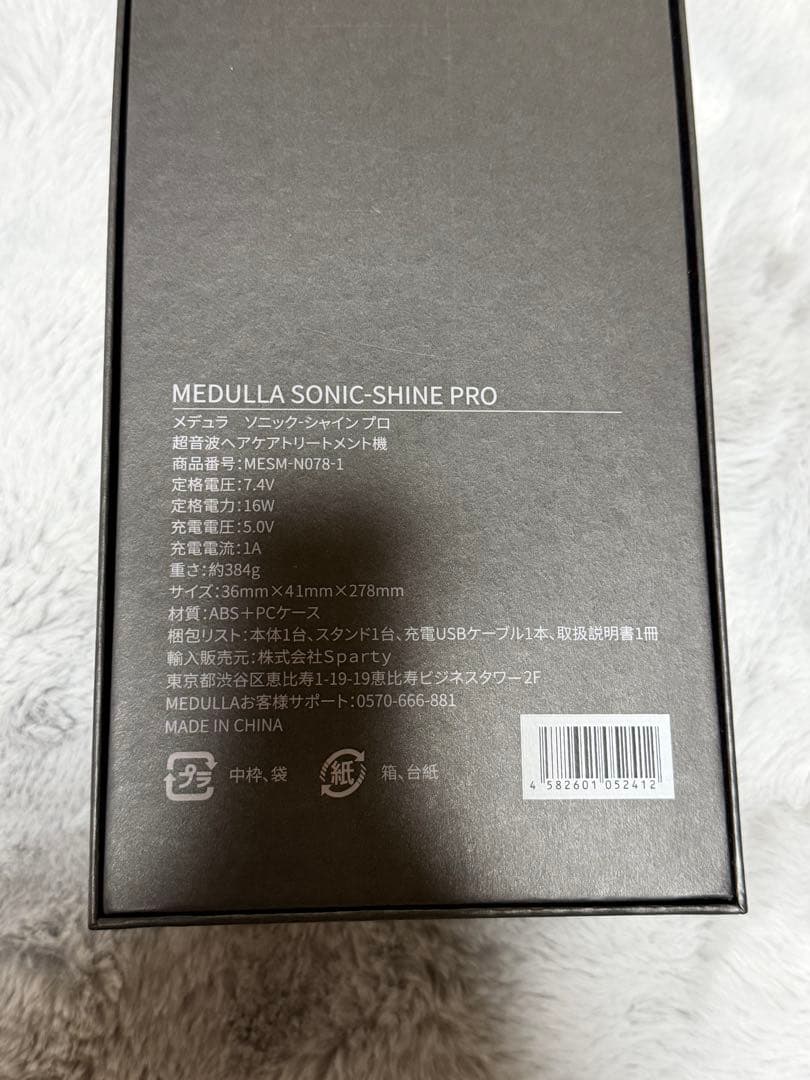 MEDULLA SONIC-SHINE PRO
メデュラ　ソニック-シャイン プロ
超音波ヘアケアトリートメント機
商品番号：MESM-N078-1
定格電圧：7.4V
定格電力：16W
充電電圧：5.0V
充電電流：1A
重さ：約384g
サイズ：36mm×41mm×278mm
材質：ABS＋PCケース
梱包リスト：本体1台、スタンド1台、充電USBケーブル1本、取扱説明書1冊
輸入販売元：株式会社Sparty
東京都渋谷区恵比寿1-19-19恵比寿ビジネスタワー2F
MEDULLAお客様サポート：0570-666-881
MADE IN CHINA
プラ 中枠、袋 紙 箱、台紙
4 582601 052412